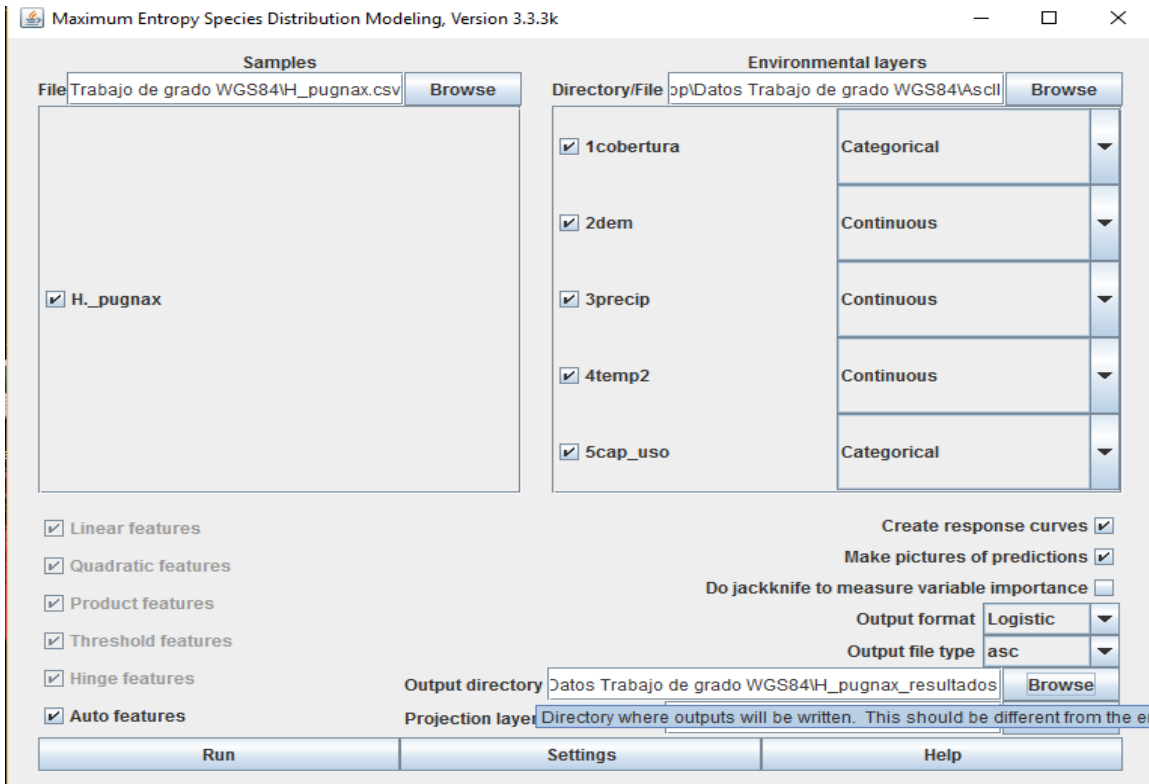 Maximum Entropy Species Distribution Modeling, Version 3.3.3k
Samples
File Trabajo de grado WGS84\H_pugnax.csv Browse
H._pugnax
Environmental layers
Directory/File op\Datos Trabajo de grado WGS84\AscII Browse
1cobertura Categorical
2dem Continuous
3precip Continuous
4temp2 Continuous
5cap_uso Categorical
Linear features
Quadratic features
Product features
Threshold features
Hinge features
Auto features
Create response curves
Make pictures of predictions
Do jackknife to measure variable importance
Output format Logistic
Output file type asc
Output directory Datos Trabajo de grado WGS84\H_pugnax_resultados Browse
Projection layer
Directory where outputs will be written. This should be different from the e
Run Settings Help